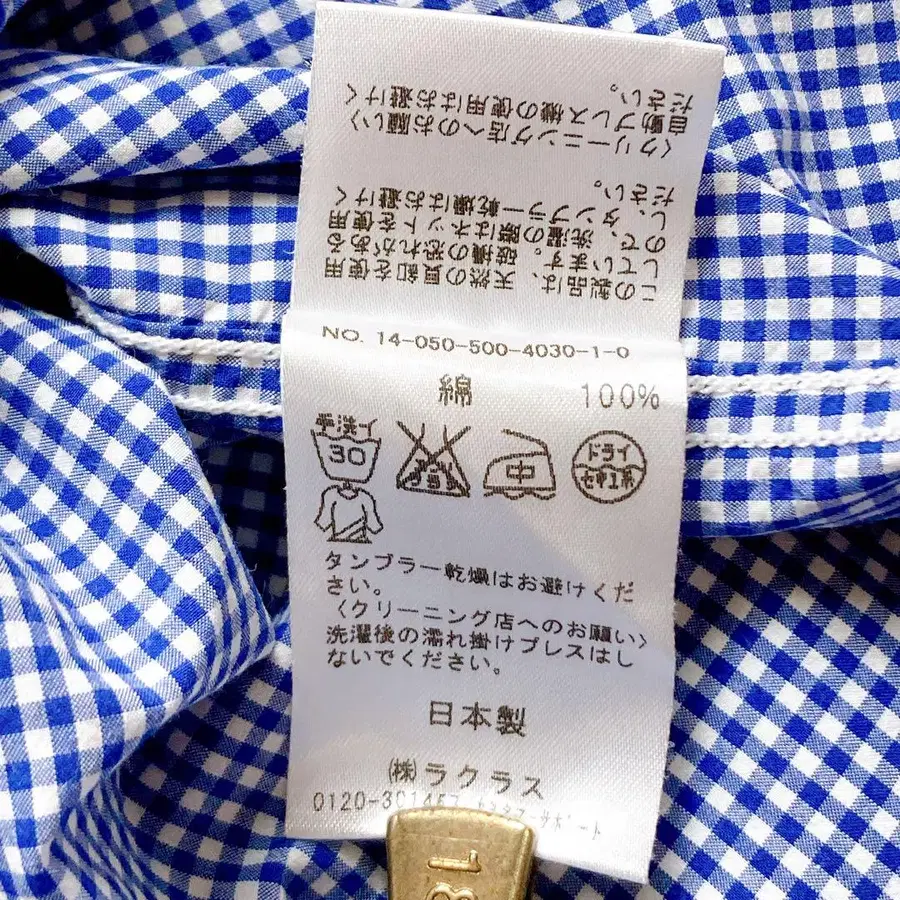 この製品は、天然の貝釦を使用
しています。破損の恐れがある
ので、洗濯の際はネットを使用
し、タンブラー乾燥はお避けく
ださい。
〈クリーニング店へのお願い〉
自動プレス機の使用はお避けく
ださい。
NO. 14-050-500-4030-1-0
綿 100%
手洗イ
30
エンソサラシ
中
ドライ
セキユ系
タンブラー乾燥はお避けくだ
さい。
〈クリーニング店へのお願い〉
洗濯後の濡れ掛けプレスはし
ないでください。
日本製
(株)ラクラス
0120-